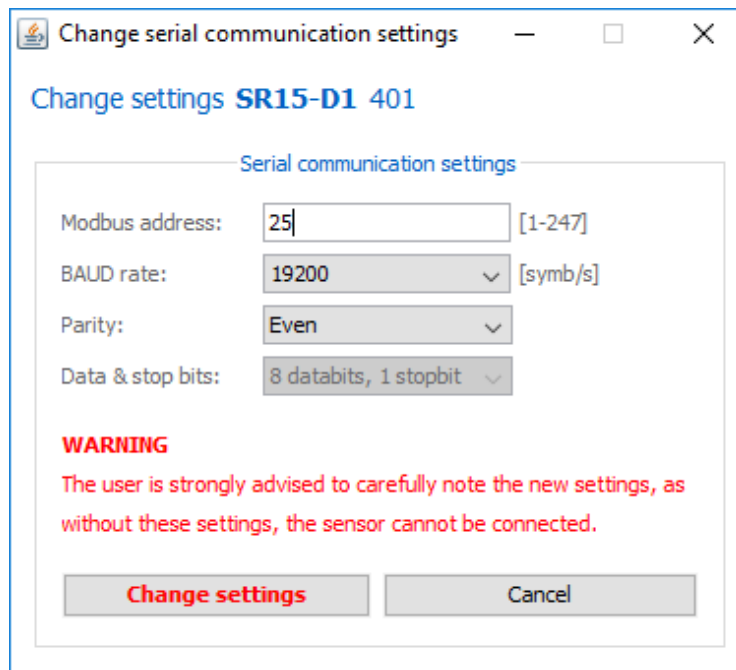 Change serial communication settings
Change settings SR15-D1 401
Serial communication settings
Modbus address: 25 [1-247]
BAUD rate: 19200 [symb/s]
Parity: Even
Data & stop bits: 8 databits, 1 stopbit
WARNING
The user is strongly advised to carefully note the new settings, as
without these settings, the sensor cannot be connected.
Change settings Cancel